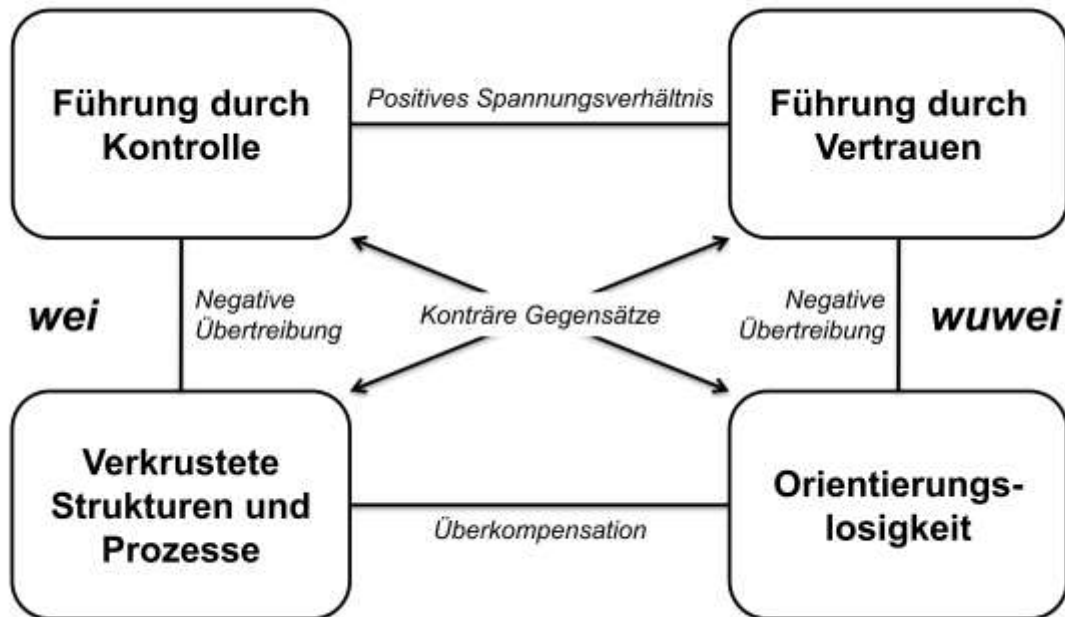 Führung durch
Kontrolle
Positives Spannungsverhältnis
Führung durch
Vertrauen
wei
Negative
Übertreibung
Konträre Gegensätze
Negative
Übertreibung
wuwei
Verkrustete
Strukturen und
Prozesse
Überkompensation
Orientierungs-
losigkeit